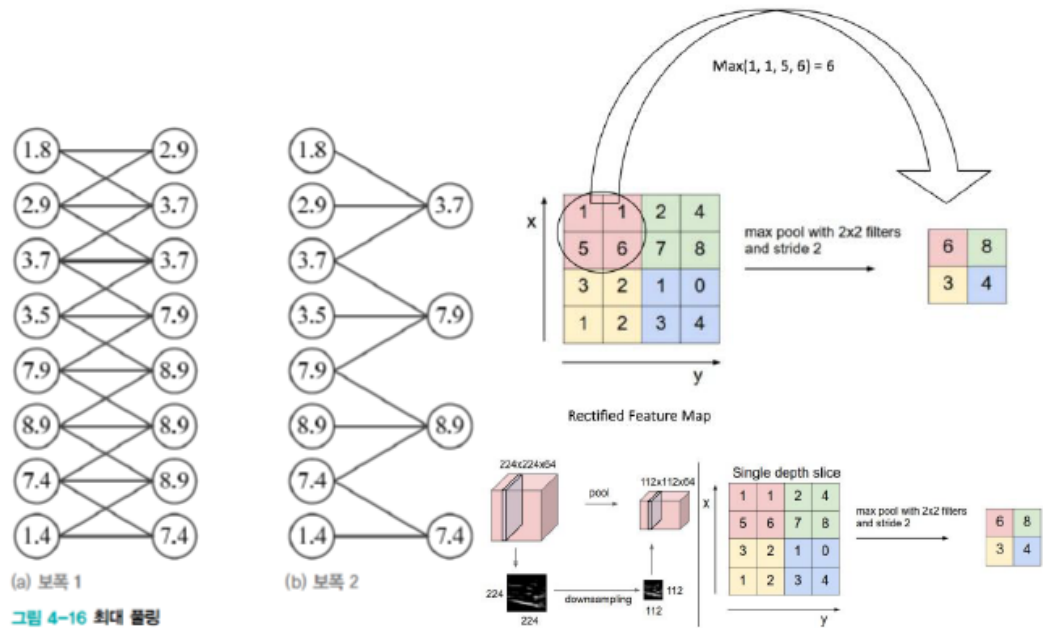 1.8 2.9
2.9 3.7
3.7 3.7
3.5 7.9
7.9 8.9
8.9 8.9
7.4 8.9
1.4 7.4
(a) 보폭 1
1.8
2.9 3.7
3.7
3.5 7.9
7.9
8.9 8.9
7.4
1.4 7.4
(b) 보폭 2
그림 4-16 최대 풀링
Max(1, 1, 5, 6) = 6
x
1 1 2 4
5 6 7 8
3 2 1 0
1 2 3 4
y
max pool with 2x2 filters
and stride 2
6 8
3 4
Rectified Feature Map
224x224x64
pool
112x112x64
224
224
downsampling
112
112
Single depth slice
x
1 1 2 4
5 6 7 8
3 2 1 0
1 2 3 4
y
max pool with 2x2 filters
and stride 2
6 8
3 4